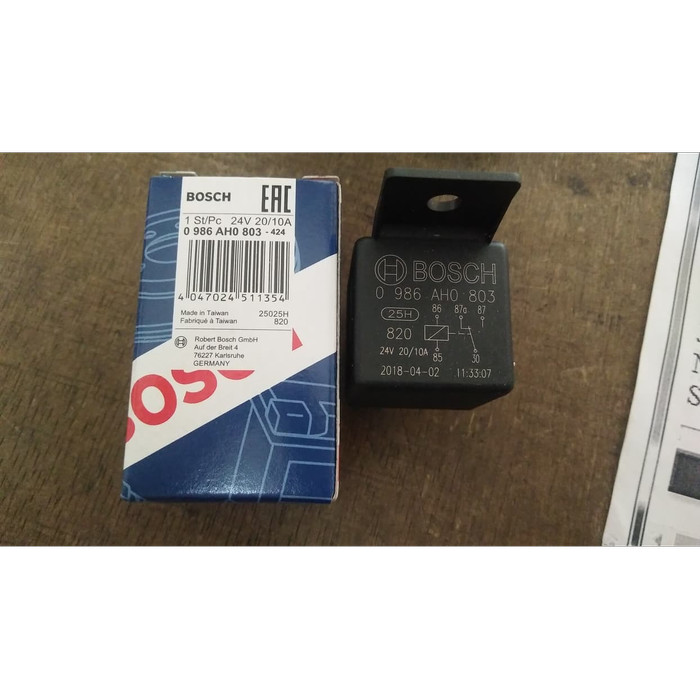 BOSCH
EAC
1 St/Pc 24V 20/10A
0 986 AH0 803 - 424
4 047024 511354
Made in Taiwan 25025H
Fabriqué à Taiwan 820
Robert Bosch GmbH
Auf der Breit 4
76227 Karlsruhe
GERMANY
BOSCH
BOSCH
0 986 AH0 803
25H
86 87a 87
820
24V 20/10A 85 30
2018-04-02 11:33:07
S